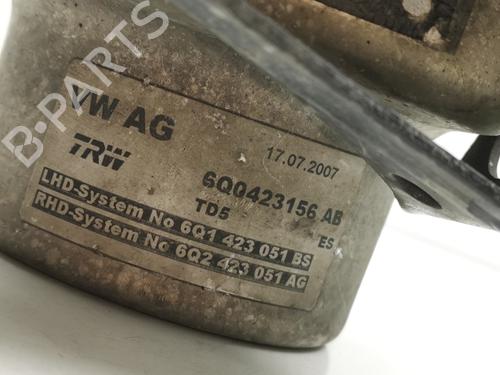 B-PARTS
VW AG
TRW
17.07.2007
6Q0423156 AB
TD5
ES
LHD-System No 6Q1 423 051 BS
RHD-System No 6Q2 423 051 AG